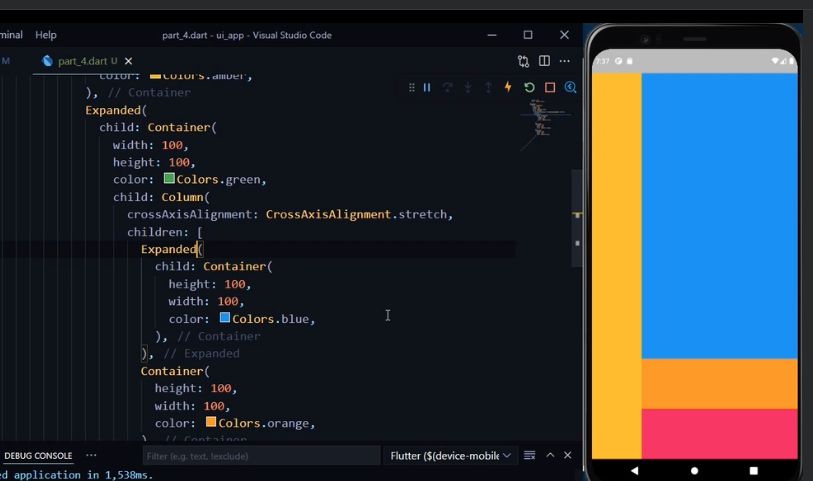 minal Help part_4.dart - ui_app - Visual Studio Code
M part_4.dart U
color: Colors.amber,
), // Container
Expanded(
child: Container(
width: 100,
height: 100,
color: Colors.green,
child: Column(
crossAxisAlignment: CrossAxisAlignment.stretch,
children: [
Expanded(
child: Container(
height: 100,
width: 100,
color: Colors.blue,
), // Container
), // Expanded
Container(
height: 100,
width: 100,
color: Colors.orange,
) // Container
DEBUG CONSOLE ... Filter (e.g. text, !exclude) Flutter ($(device-mobile
ed application in 1,538ms.
7:37 G